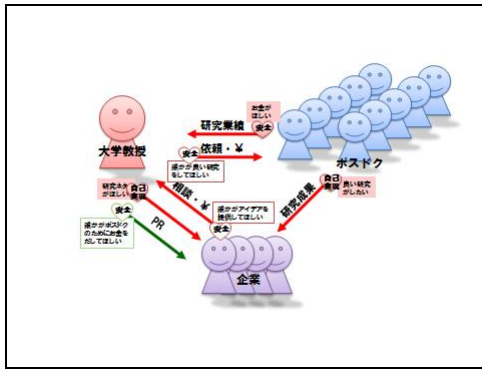 お金が
ほしい
研究業績
安全
大学教授
依頼・¥
安全
誰かが良い研究
をしてほしい
ポスドク
研究ネタ
がほしい
自己
実現
相談・¥
自己
実現
良い研究
がしたい
研究成果
安全
誰かがポスドク
のためにお金を
だしてほしい
PR
誰かがアイデアを
提供してほしい
安全
企業